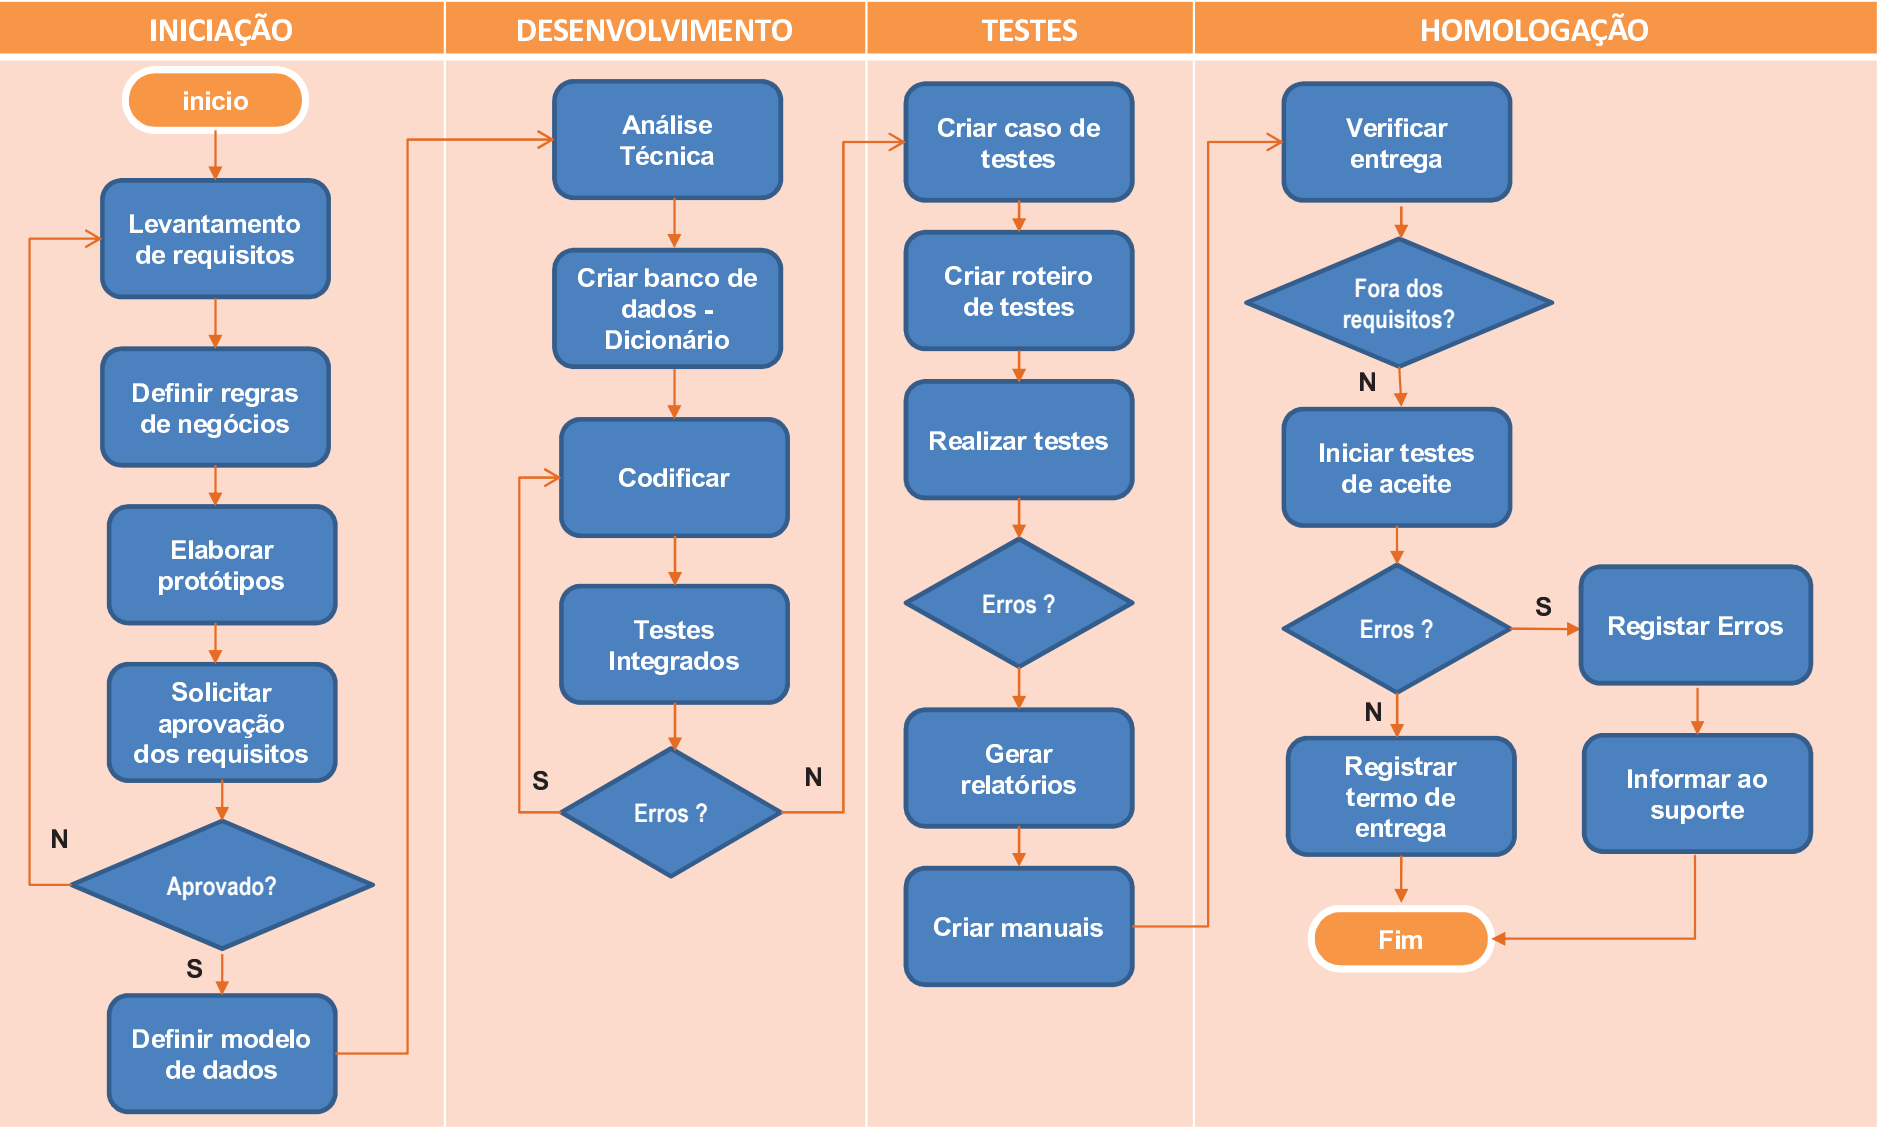 INICIAÇÃO
DESENVOLVIMENTO
TESTES
HOMOLOGAÇÃO
inicio
Levantamento
de requisitos
Definir regras
de negócios
Elaborar
protótipos
Solicitar
aprovação
dos requisitos
N
Aprovado?
S
Definir modelo
de dados
Análise
Técnica
Criar banco de
dados -
Dicionário
Codificar
Testes
Integrados
S
Erros ?
N
Criar caso de
testes
Criar roteiro
de testes
Realizar testes
Erros ?
Gerar
relatórios
Criar manuais
Verificar
entrega
Fora dos
requisitos?
N
Iniciar testes
de aceite
Erros ?
S
Registar Erros
N
Registrar
termo de
entrega
Informar ao
suporte
Fim